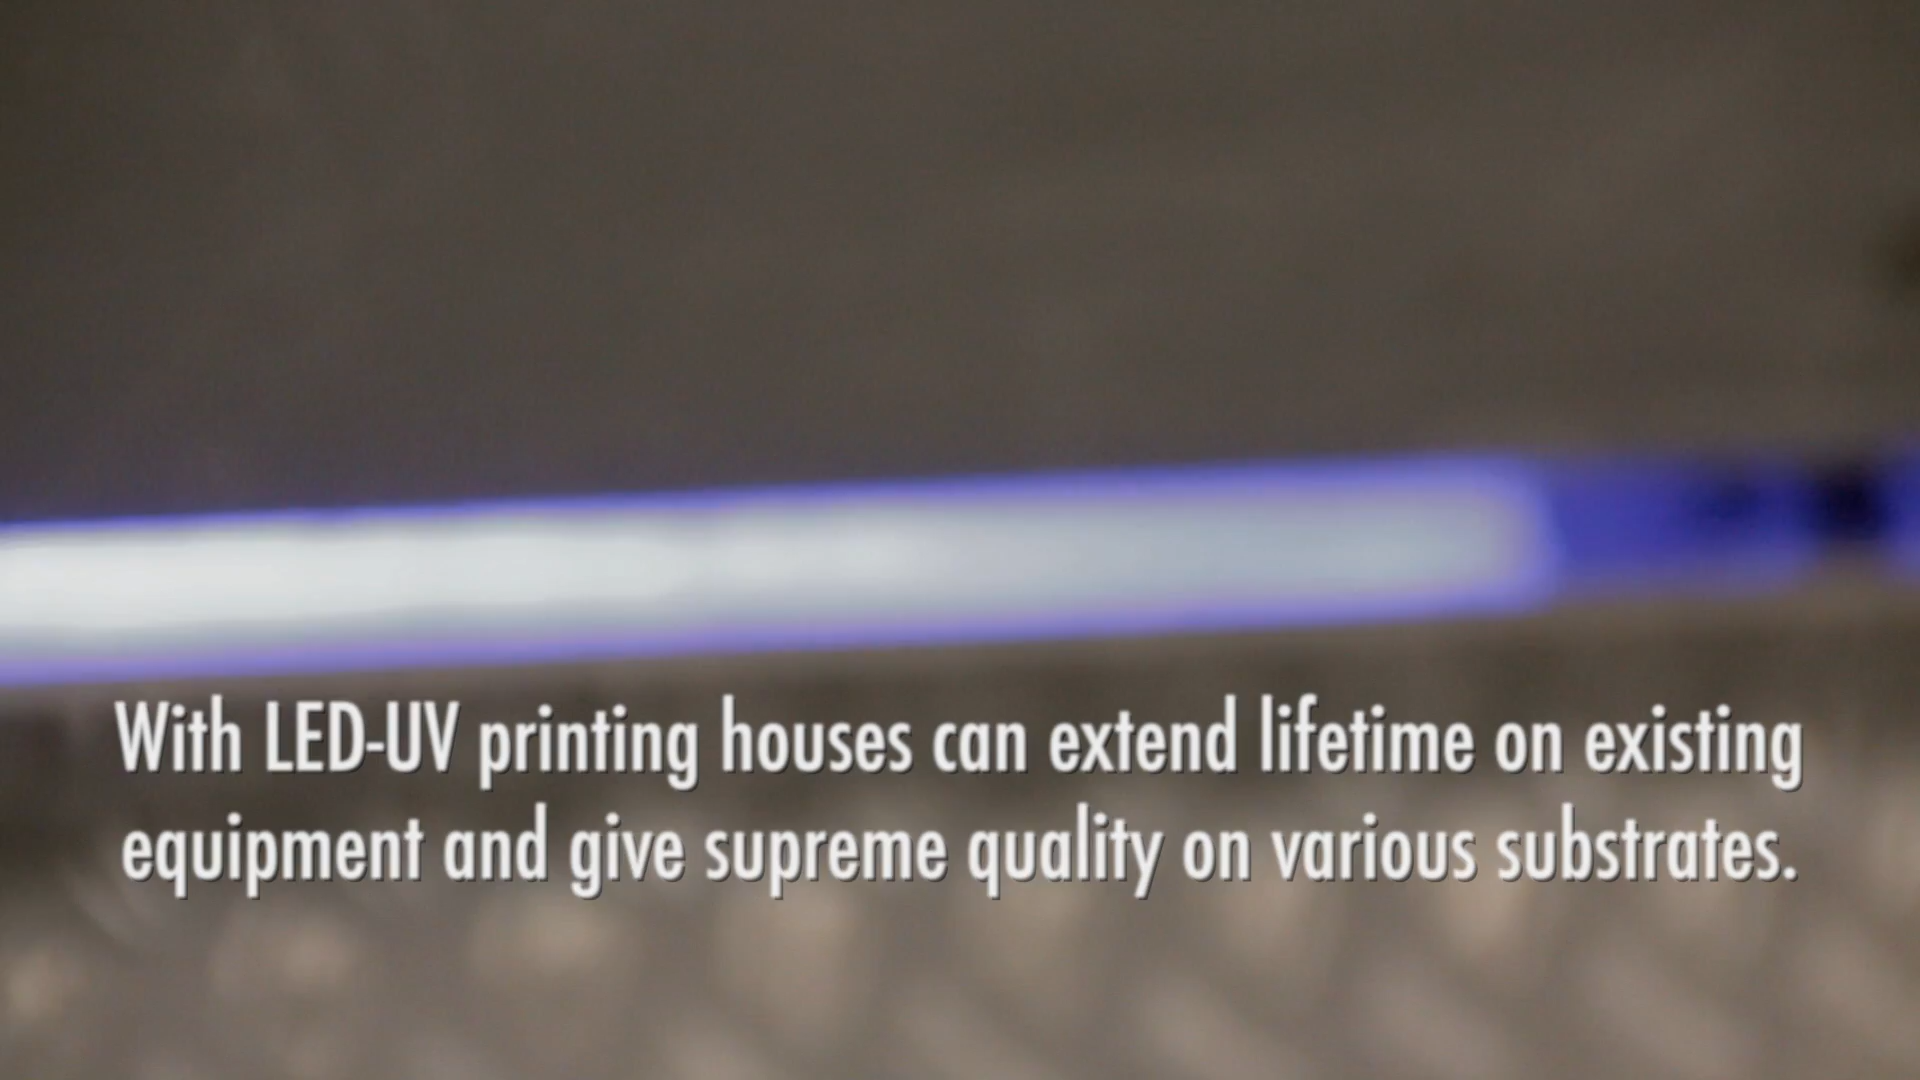 With LED-UV printing houses can extend lifetime on existing
equipment and give supreme quality on various substrates.